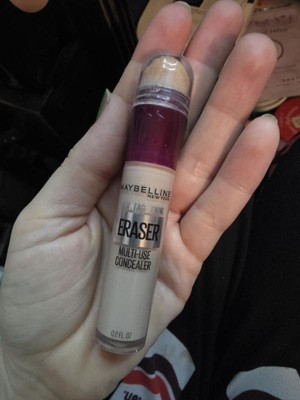 MAYBELLINE
NEW YORK
ERASER
MULTI-USE
CONCEALER